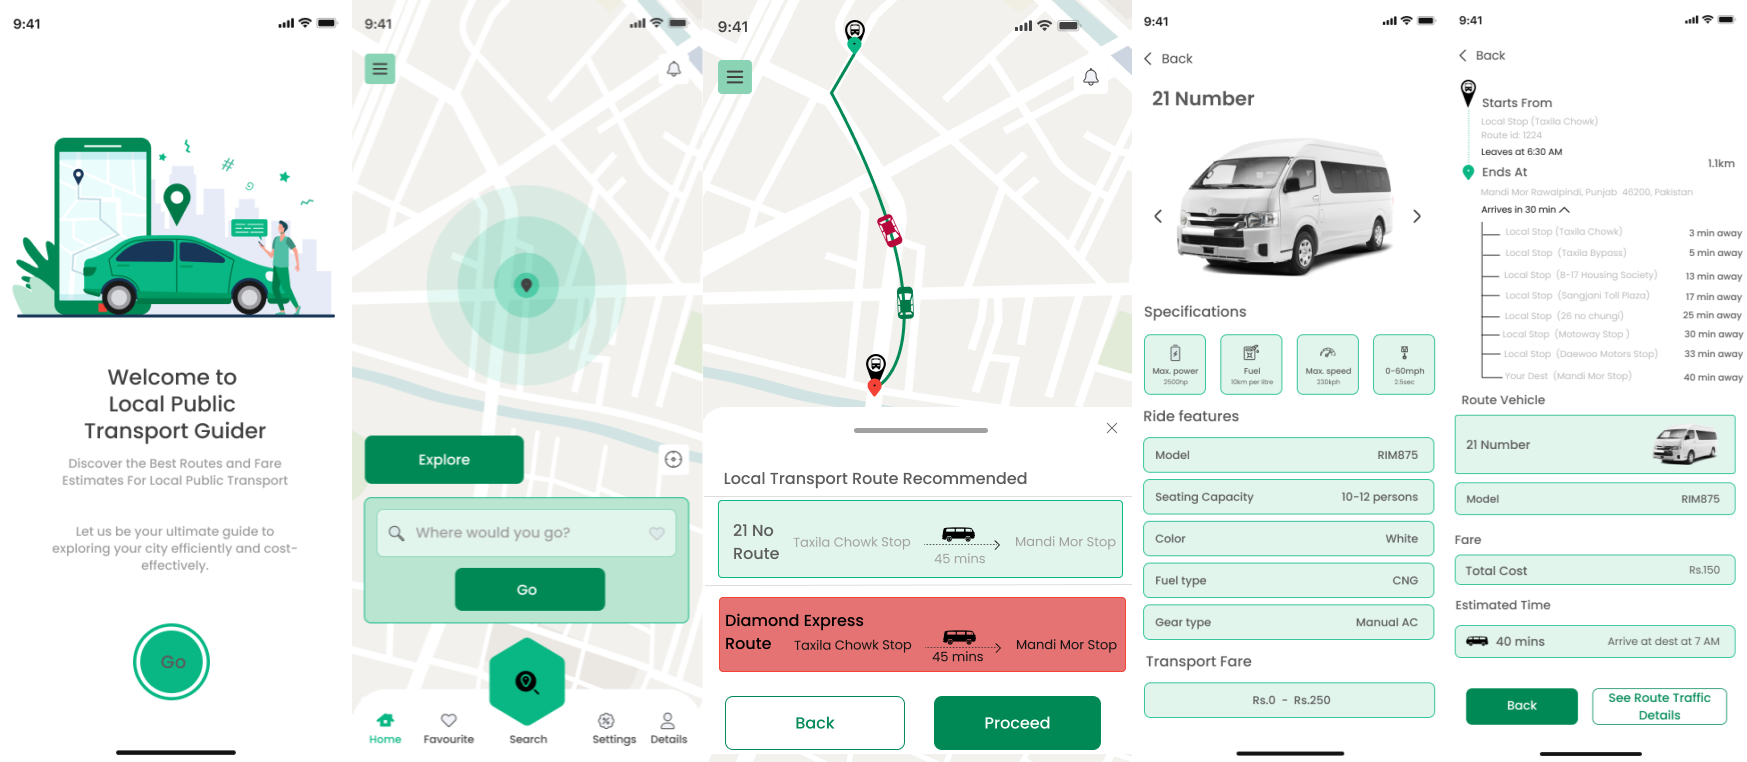 9:41
Welcome to
Local Public
Transport Guider
Discover the Best Routes and Fare
Estimates For Local Public Transport
Let us be your ultimate guide to
exploring your city efficiently and cost-
effectively.
Go
9:41
Explore
Where would you go?
Go
Home
Favourite
Search
Settings
Details
9:41
Local Transport Route Recommended
21 No
Route
Taxila Chowk Stop
45 mins
Mandi Mor Stop
Diamond Express
Route
Taxila Chowk Stop
45 mins
Mandi Mor Stop
Back
Proceed
9:41
Back
21 Number
Specifications
Max. power
2500hp
Fuel
10km per litre
Max. speed
230kph
0-60mph
2.5sec
Ride features
Model RIM875
Seating Capacity 10-12 persons
Color White
Fuel type CNG
Gear type Manual AC
Transport Fare
Rs.0 - Rs.250
9:41
Back
Starts From
Local Stop (Taxila Chowk)
Route id: 1224
Leaves at 6:30 AM
1.1km
Ends At
Mandi Mor Rawalpindi, Punjab 46200, Pakistan
Arrives in 30 min
Local Stop (Taxila Chowk) 3 min away
Local Stop (Taxila Bypass) 5 min away
Local Stop (B-17 Housing Society) 13 min away
Local Stop (Sangjani Toll Plaza) 17 min away
Local Stop (26 no chungi) 25 min away
Local Stop (Motoway Stop ) 30 min away
Local Stop (Daewoo Motors Stop) 33 min away
Your Dest (Mandi Mor Stop) 40 min away
Route Vehicle
21 Number
Model RIM875
Fare
Total Cost Rs.150
Estimated Time
40 mins Arrive at dest at 7 AM
Back
See Route Traffic
Details